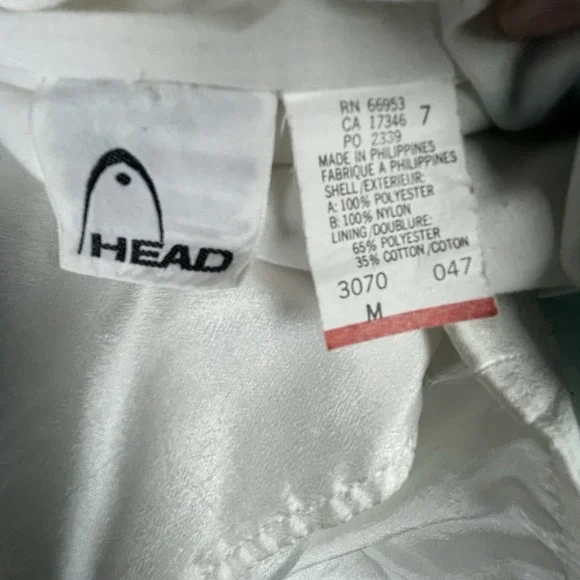 HEAD
RN 66953
CA 17346 7
PO 2339
MADE IN PHILIPPINES
FABRIQUE A PHILIPPINES
SHELL/EXTERIEUR:
A: 100% POLYESTER
B: 100% NYLON
LINING/DOUBLURE:
65% POLYESTER
35% COTTON/COTON
3070 047
M